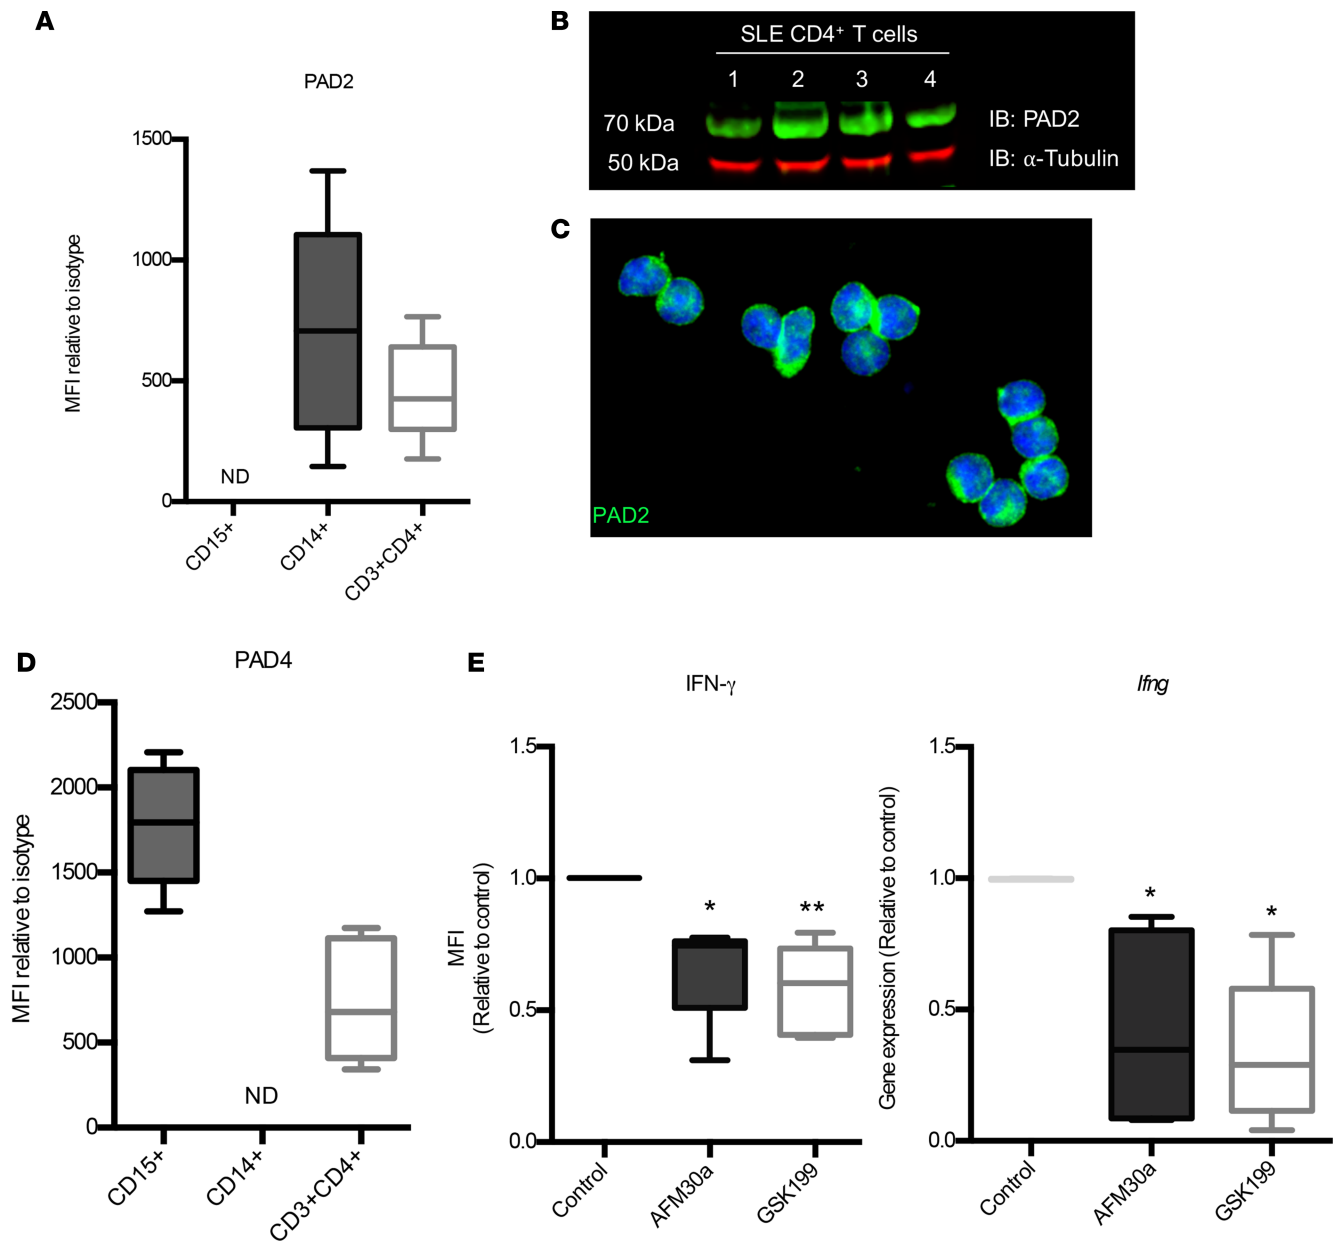 A
PAD2
MFI relative to isotype
1500
1000
500
0
ND
CD15+
CD14+
CD3+CD4+
B
SLE CD4+ T cells
1 2 3 4
70 kDa
IB: PAD2
50 kDa
IB: α-Tubulin
C
PAD2
D
PAD4
MFI relative to isotype
2500
2000
1500
1000
500
0
ND
CD15+
CD14+
CD3+CD4+
E
IFN-γ
MFI
(Relative to control)
1.5
1.0
0.5
0.0
*
**
Control
AFM30a
GSK199
Ifng
Gene expression (Relative to control)
1.5
1.0
0.5
0.0
*
*
Control
AFM30a
GSK199